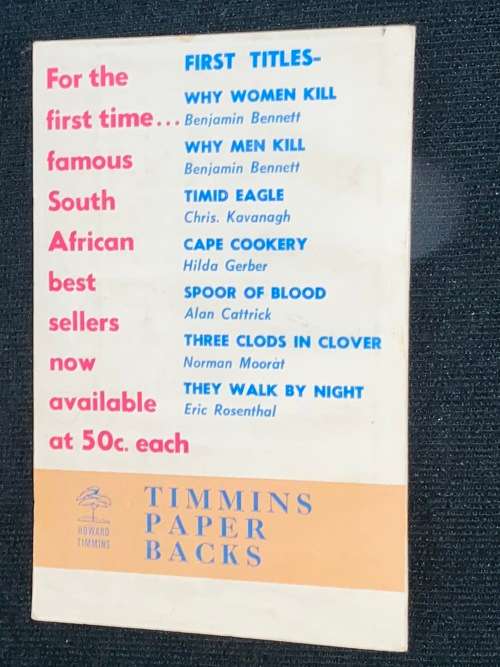 For the
first time...
famous
South
African
best
sellers
now
available
at 50c. each
FIRST TITLES-
WHY WOMEN KILL
Benjamin Bennett
WHY MEN KILL
Benjamin Bennett
TIMID EAGLE
Chris. Kavanagh
CAPE COOKERY
Hilda Gerber
SPOOR OF BLOOD
Alan Cattrick
THREE CLODS IN CLOVER
Norman Moorat
THEY WALK BY NIGHT
Eric Rosenthal
HOWARD
TIMMINS
TIMMINS
PAPER
BACKS